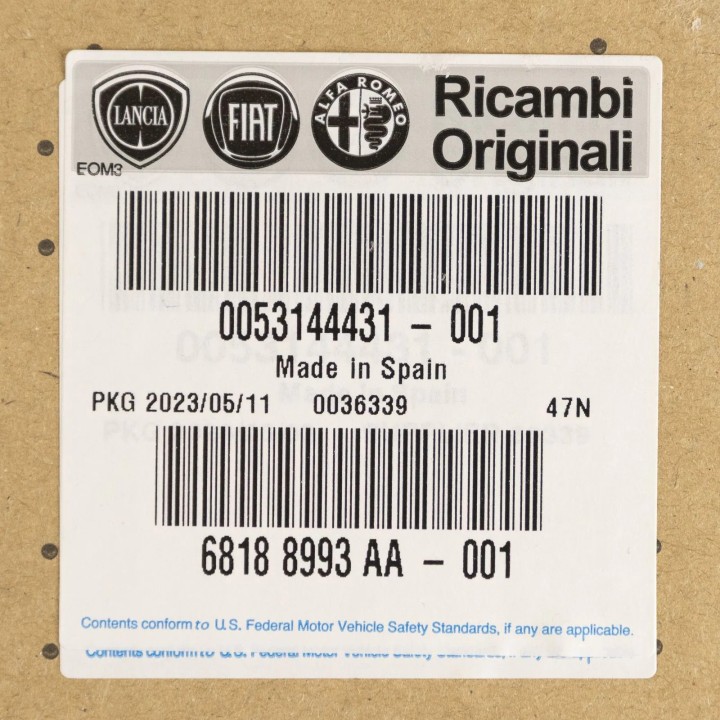 LANCIA FIAT ALFA ROMEO Ricambi
Originali
EOM3
0053144431 - 001
Made in Spain
PKG 2023/05/11 0036339 47N
6818 8993 AA - 001
Contents conform to U.S. Federal Motor Vehicle Safety Standards, if any are applicable.